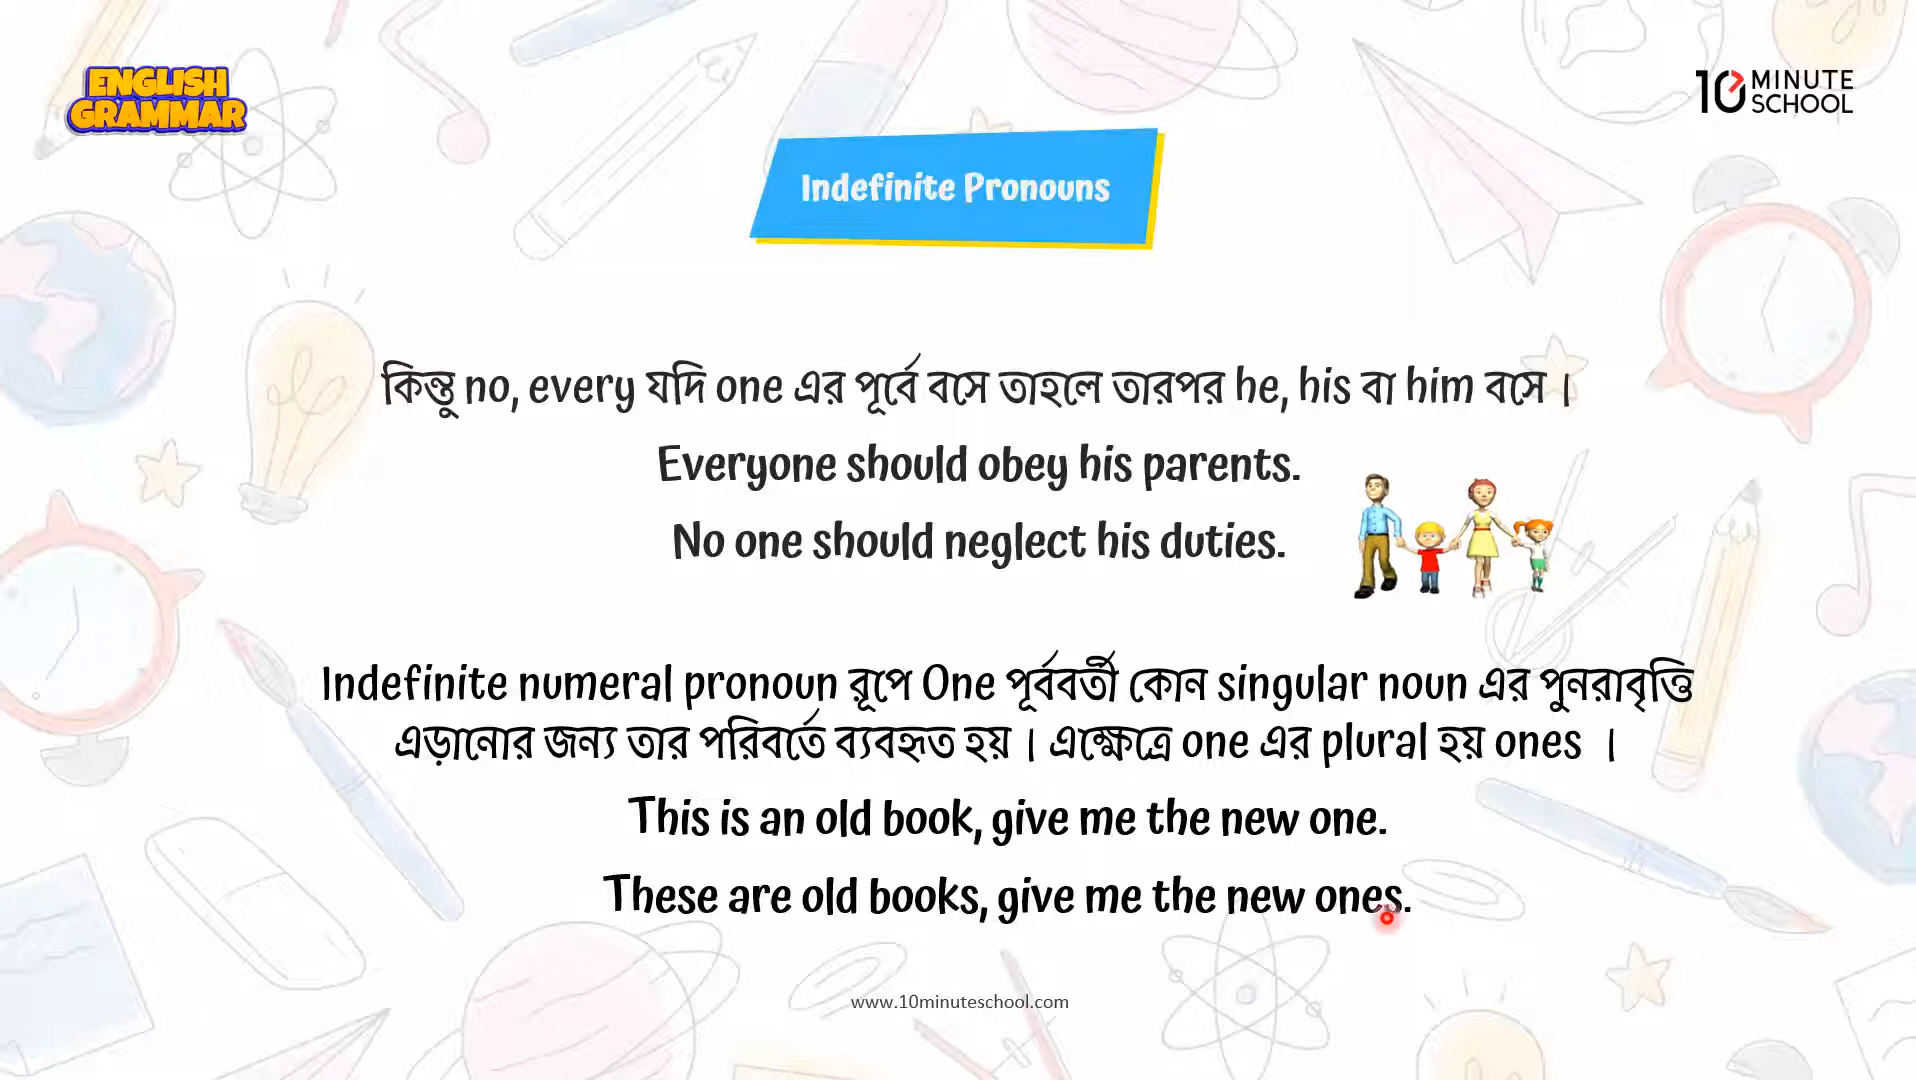 ENGLISH
GRAMMAR
10 MINUTE
SCHOOL
Indefinite Pronouns
কিন্তু no, every যদি one এর পূর্বে বসে তাহলে তারপর he, his বা him বসে ।
Everyone should obey his parents.
No one should neglect his duties.
Indefinite numeral pronoun রূপে One পূর্ববর্তী কোন singular noun এর পুনরাবৃত্তি
এড়ানোর জন্য তার পরিবর্তে ব্যবহৃত হয় । এক্ষেত্রে one এর plural হয় ones ।
This is an old book, give me the new one.
These are old books, give me the new ones.
www.10minuteschool.com